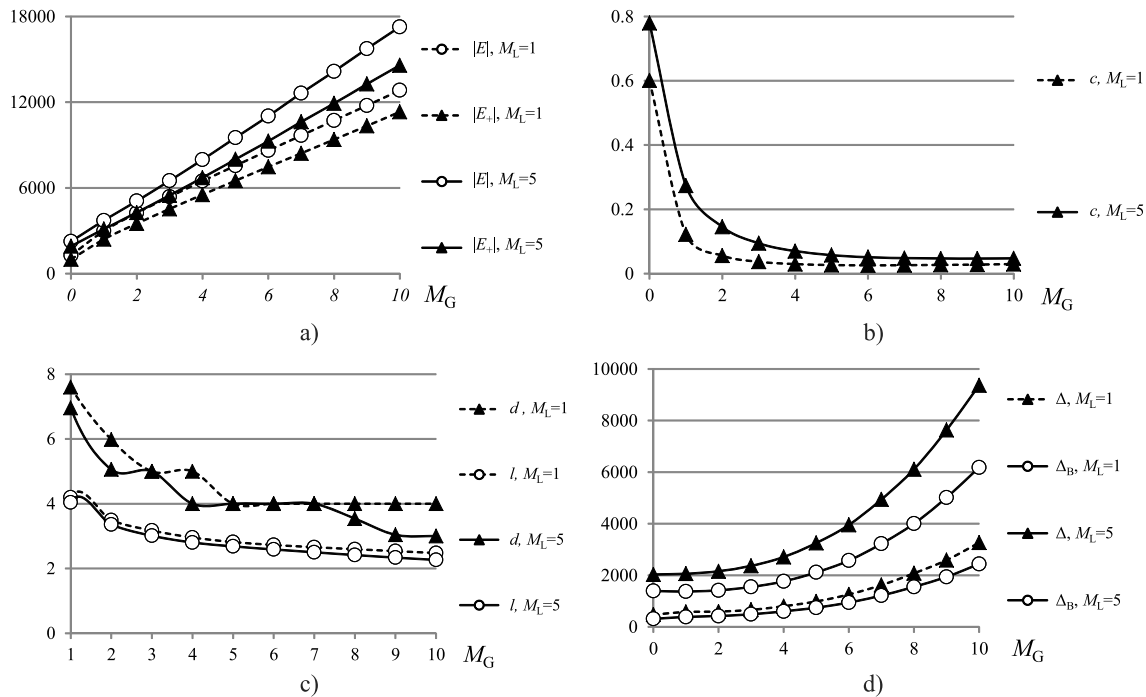 18000
12000
6000
0
0 2 4 6 8 10 M_G
|E|, M_L=1
|E_+|, M_L=1
|E|, M_L=5
|E_+|, M_L=5
a)
0.8
0.6
0.4
0.2
0
0 2 4 6 8 10 M_G
c, M_L=1
c, M_L=5
b)
8
6
4
2
0
1 2 3 4 5 6 7 8 9 10 M_G
d, M_L=1
l, M_L=1
d, M_L=5
l, M_L=5
c)
10000
8000
6000
4000
2000
0
0 2 4 6 8 10 M_G
Δ, M_L=1
Δ_B, M_L=1
Δ, M_L=5
Δ_B, M_L=5
d)